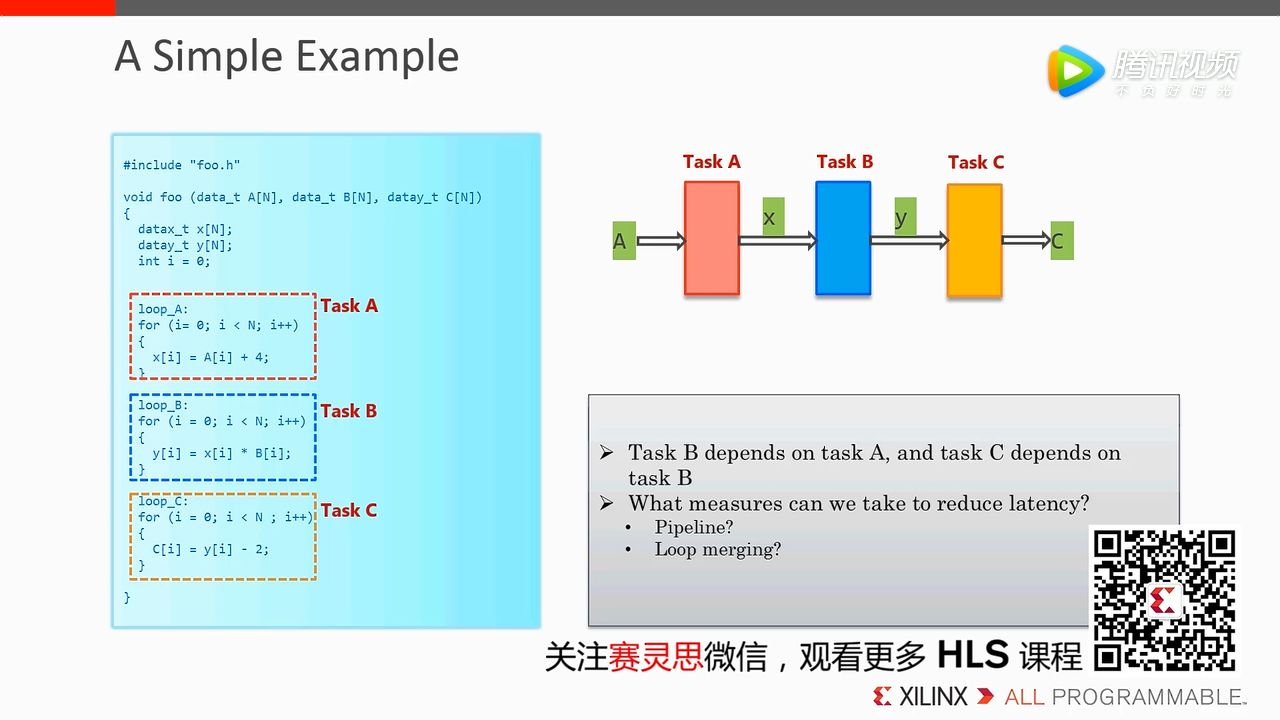 A Simple Example
腾讯视频
不负好时光
#include "foo.h"
void foo (data_t A[N], data_t B[N], datay_t C[N])
{
datax_t x[N];
datay_t y[N];
int i = 0;
loop_A:
for (i= 0; i < N; i++)
{
x[i] = A[i] + 4;
}
Task A
loop_B:
for (i = 0; i < N; i++)
{
y[i] = x[i] * B[i];
}
Task B
loop_C:
for (i = 0; i < N ; i++)
{
C[i] = y[i] - 2;
}
Task C
}
Task A
Task B
Task C
A
x
y
C
➢ Task B depends on task A, and task C depends on
task B
➢ What measures can we take to reduce latency?
• Pipeline?
• Loop merging?
关注赛灵思微信，观看更多 HLS 课程
XILINX ALL PROGRAMMABLE™